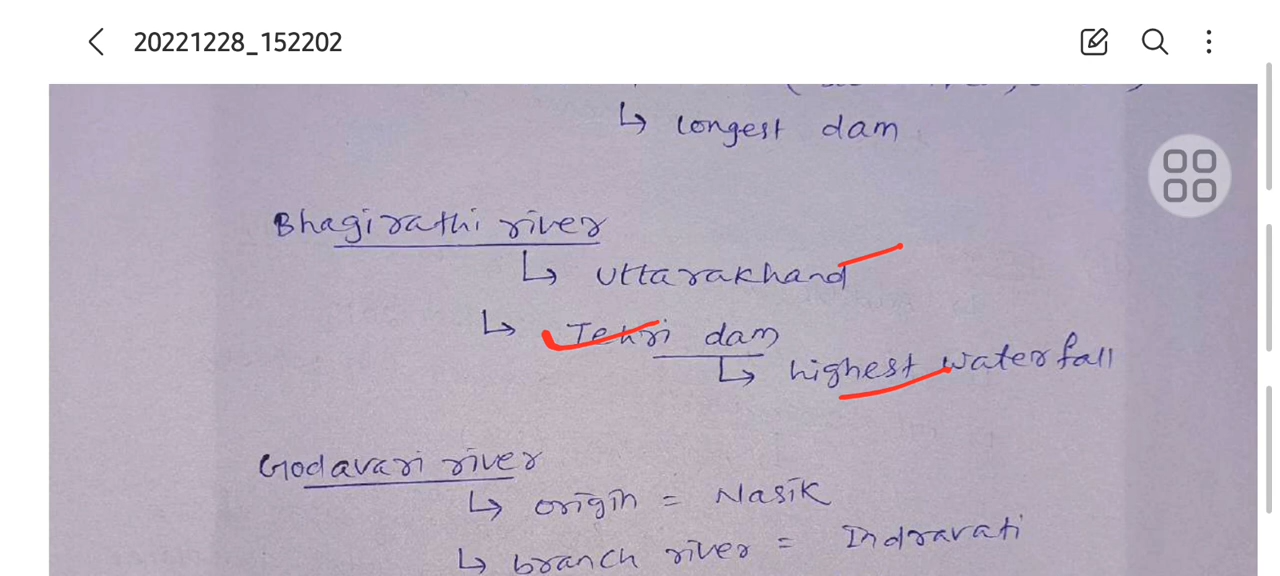 20221228_152202
↳ longest dam
Bhagirathi river
↳ Uttarakhand
↳ Tehri dam
↳ highest waterfall
Godavari river
↳ origin = Nasik
↳ branch river = Indravati